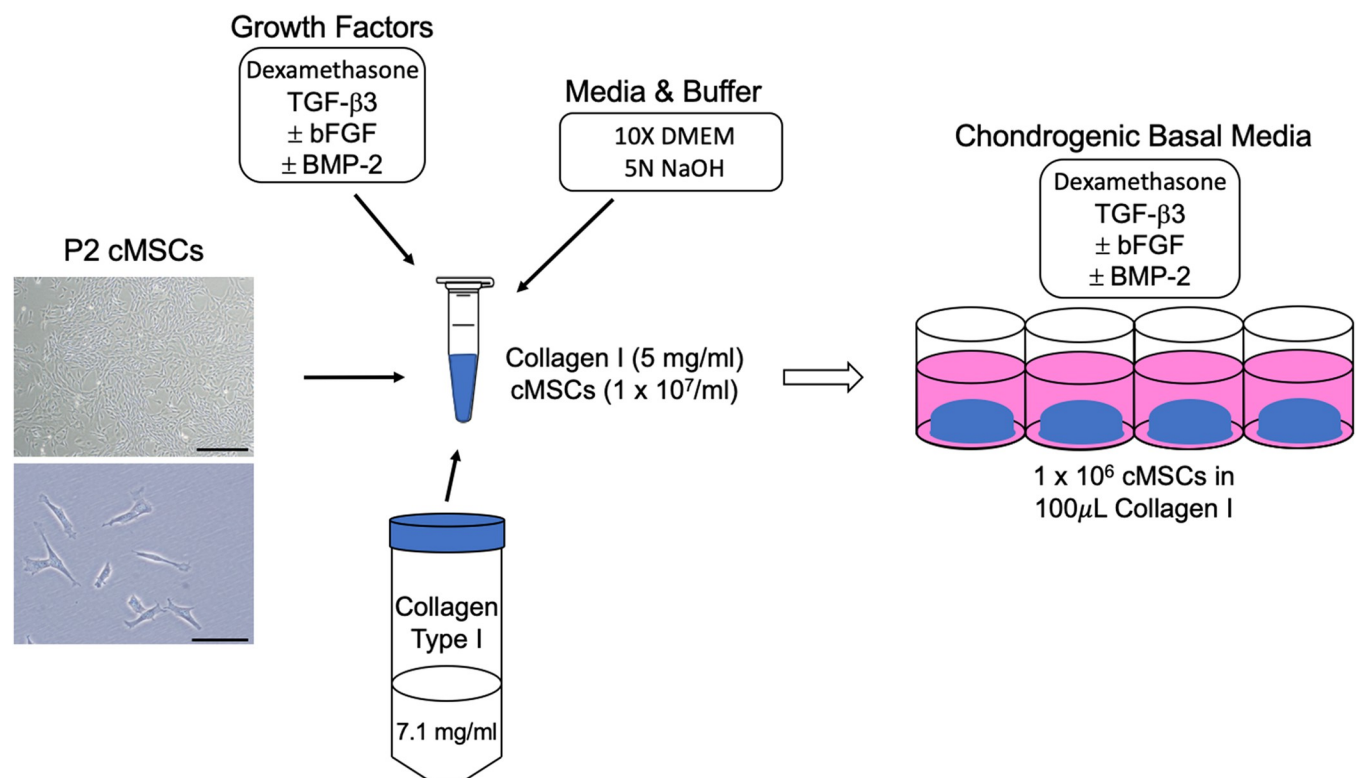 Growth Factors
Dexamethasone
TGF-β3
± bFGF
± BMP-2
Media & Buffer
10X DMEM
5N NaOH
Chondrogenic Basal Media
Dexamethasone
TGF-β3
± bFGF
± BMP-2
P2 cMSCs
Collagen I (5 mg/ml)
cMSCs (1 x 10⁷/ml)
1 x 10⁶ cMSCs in
100µL Collagen I
Collagen
Type I
7.1 mg/ml